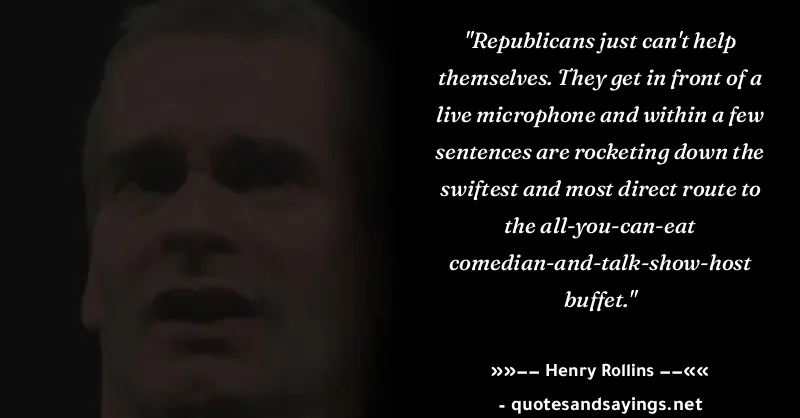 "Republicans just can't help
themselves. They get in front of a
live microphone and within a few
sentences are rocketing down the
swiftest and most direct route to
the all-you-can-eat
comedian-and-talk-show-host
buffet."
»»−− Henry Rollins −−««
- quotesandsayings.net